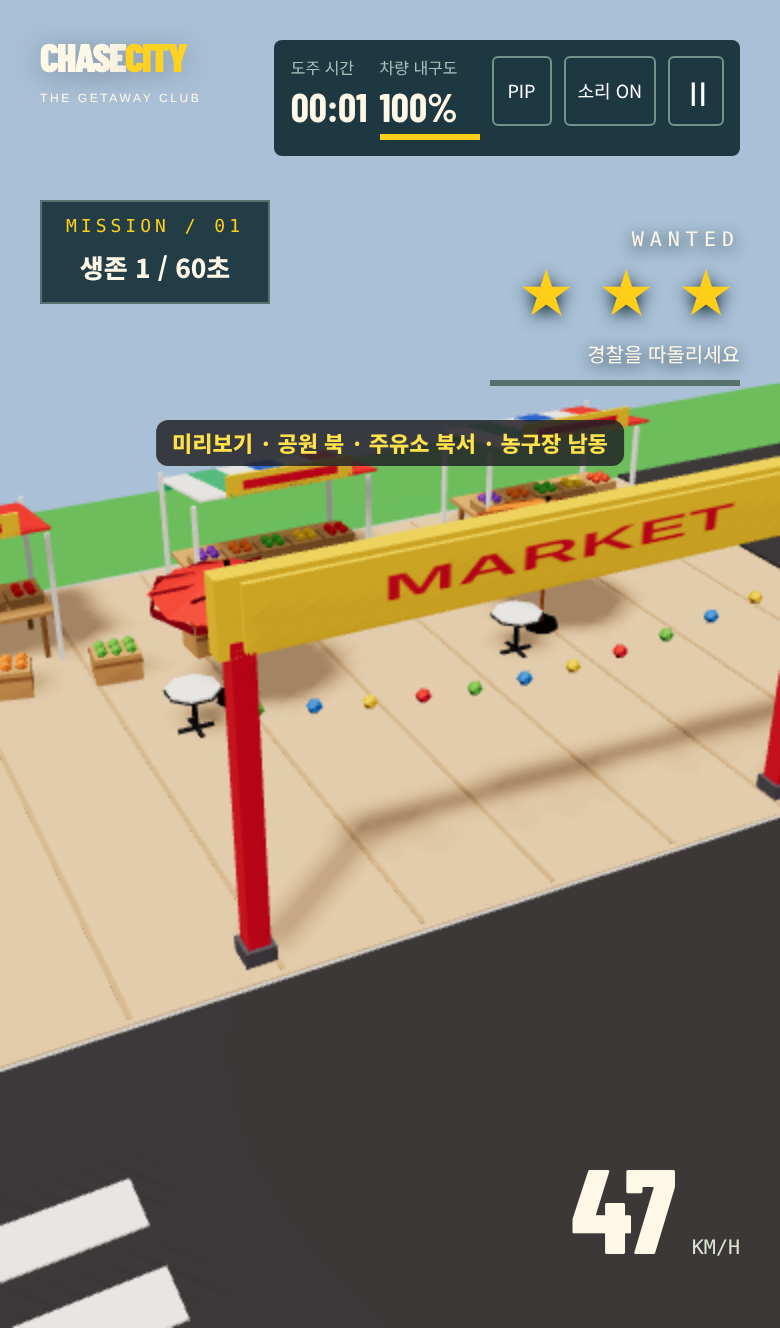 CHASECITY
THE GETAWAY CLUB
도주 시간
00:01
차량 내구도
100%
PIP
소리 ON
MISSION / 01
생존 1 / 60초
WANTED
★ ★ ★
경찰을 따돌리세요
미리보기 · 공원 북 · 주유소 북서 · 농구장 남동
MARKET
47 KM/H